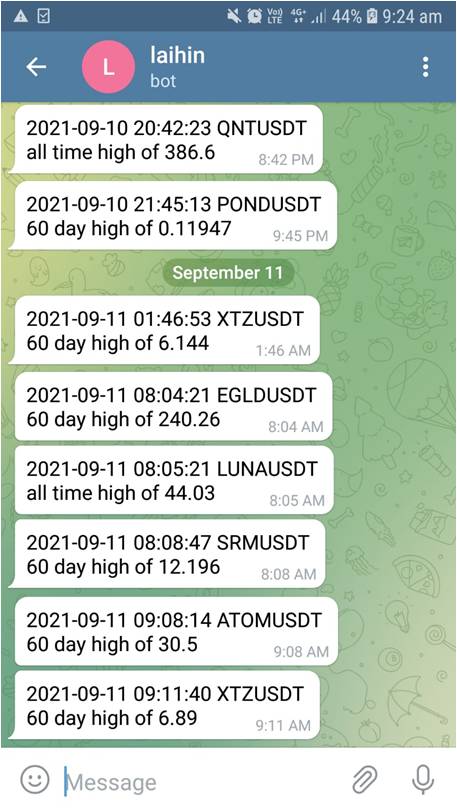 Vo)) 4G+ 44% 9:24 am
LTE
L
laihin
bot
2021-09-10 20:42:23 QNTUSDT
all time high of 386.6
8:42 PM
2021-09-10 21:45:13 PONDUSDT
60 day high of 0.11947
9:45 PM
September 11
2021-09-11 01:46:53 XTZUSDT
60 day high of 6.144
1:46 AM
2021-09-11 08:04:21 EGLDUSDT
60 day high of 240.26
8:04 AM
2021-09-11 08:05:21 LUNAUSDT
all time high of 44.03
8:05 AM
2021-09-11 08:08:47 SRMUSDT
60 day high of 12.196
8:08 AM
2021-09-11 09:08:14 ATOMUSDT
60 day high of 30.5
9:08 AM
2021-09-11 09:11:40 XTZUSDT
60 day high of 6.89
9:11 AM
Message